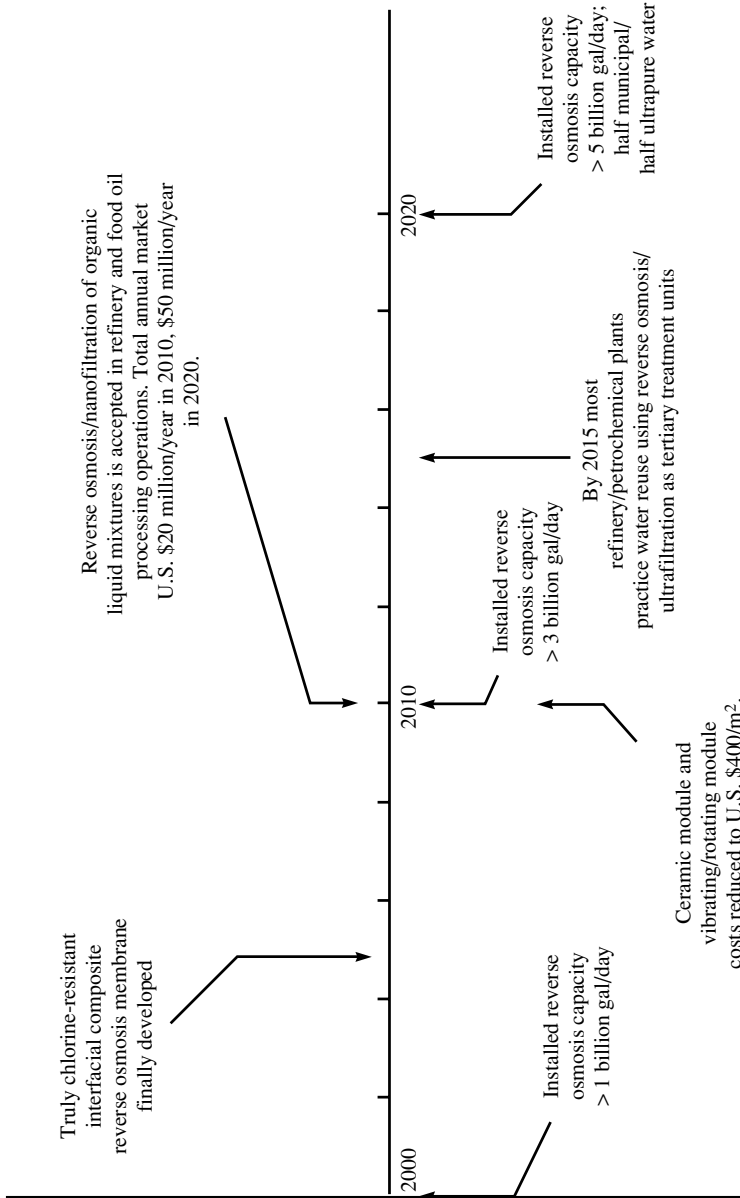 Truly chlorine-resistant
interfacial composite
reverse osmosis membrane
finally developed
Reverse osmosis/nanofiltration of organic
liquid mixtures is accepted in refinery and food oil
processing operations. Total annual market
U.S. $20 million/year in 2010, $50 million/year
in 2020.
2000
2010
2020
Installed reverse
osmosis capacity
> 1 billion gal/day
Installed reverse
osmosis capacity
> 3 billion gal/day
Installed reverse
osmosis capacity
> 5 billion gal/day;
half municipal/
half ultrapure water
By 2015 most
refinery/petrochemical plants
practice water reuse using reverse osmosis/
ultrafiltration as tertiary treatment units
Ceramic module and
vibrating/rotating module
costs reduced to U.S. $400/m².